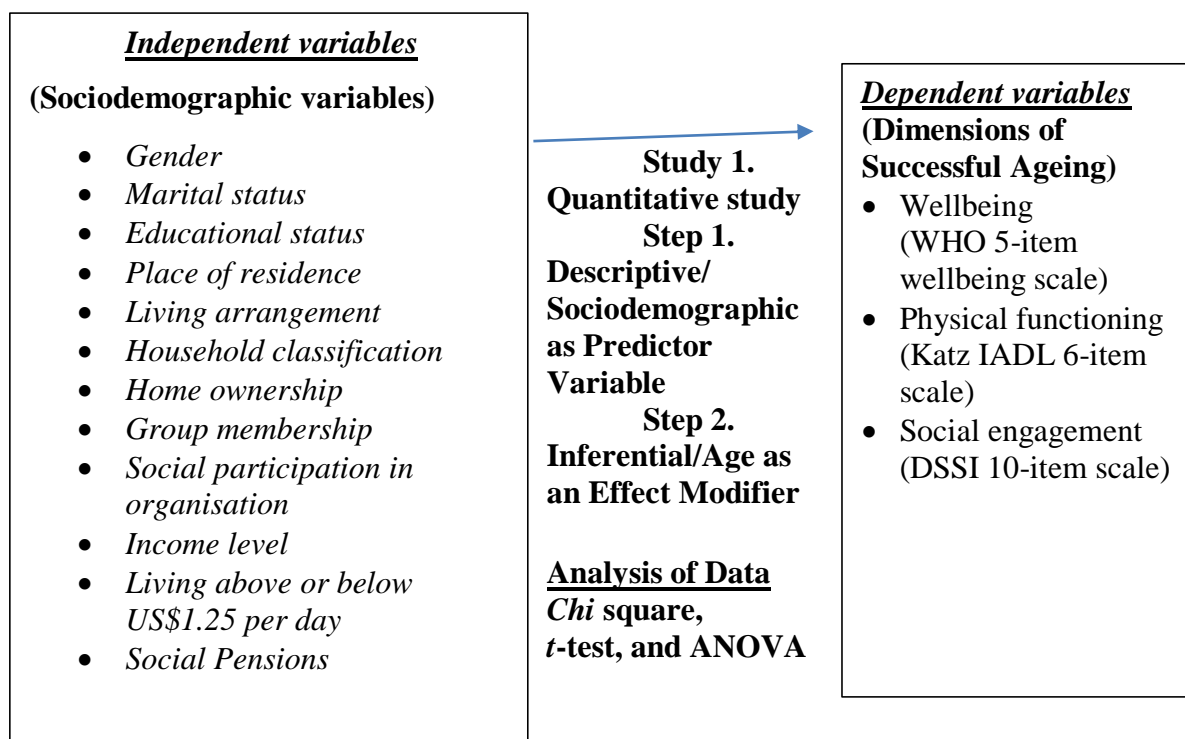 Independent variables
(Sociodemographic variables)
• Gender
• Marital status
• Educational status
• Place of residence
• Living arrangement
• Household classification
• Home ownership
• Group membership
• Social participation in
organisation
• Income level
• Living above or below
US$1.25 per day
• Social Pensions
Study 1.
Quantitative study
Step 1.
Descriptive/
Sociodemographic
as Predictor
Variable
Step 2.
Inferential/Age as
an Effect Modifier
Analysis of Data
Chi square,
t-test, and ANOVA
Dependent variables
(Dimensions of
Successful Ageing)
• Wellbeing
(WHO 5-item
wellbeing scale)
• Physical functioning
(Katz IADL 6-item
scale)
• Social engagement
(DSSI 10-item scale)